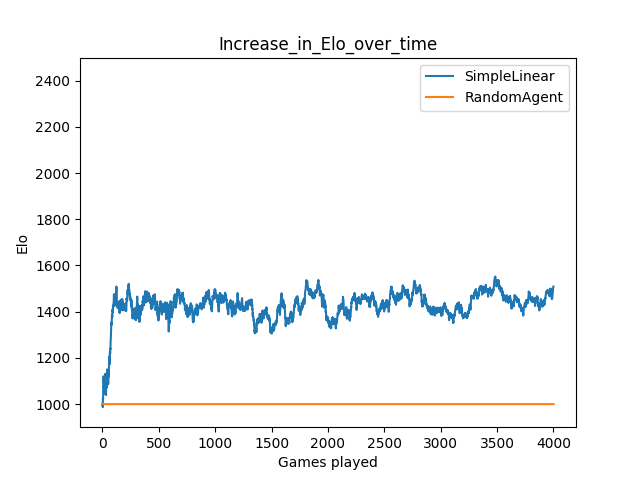 Increase_in_Elo_over_time
SimpleLinear
RandomAgent
2400
2200
2000
1800
1600
1400
1200
1000
Elo
0 500 1000 1500 2000 2500 3000 3500 4000
Games played